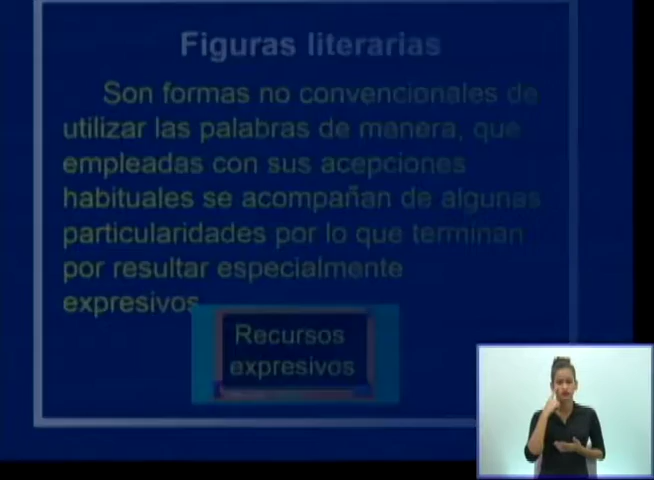 Figuras literarias
Son formas no convencionales de
utilizar las palabras de manera, que
empleadas con sus acepciones
habituales se acompañan de algunas
particularidades por lo que terminan
por resultar especialmente
expresivos
Recursos
expresivos